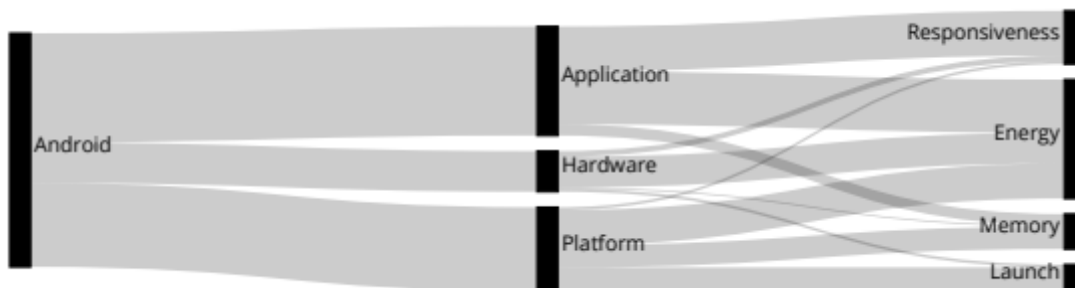 Android
Application
Hardware
Platform
Responsiveness
Energy
Memory
Launch